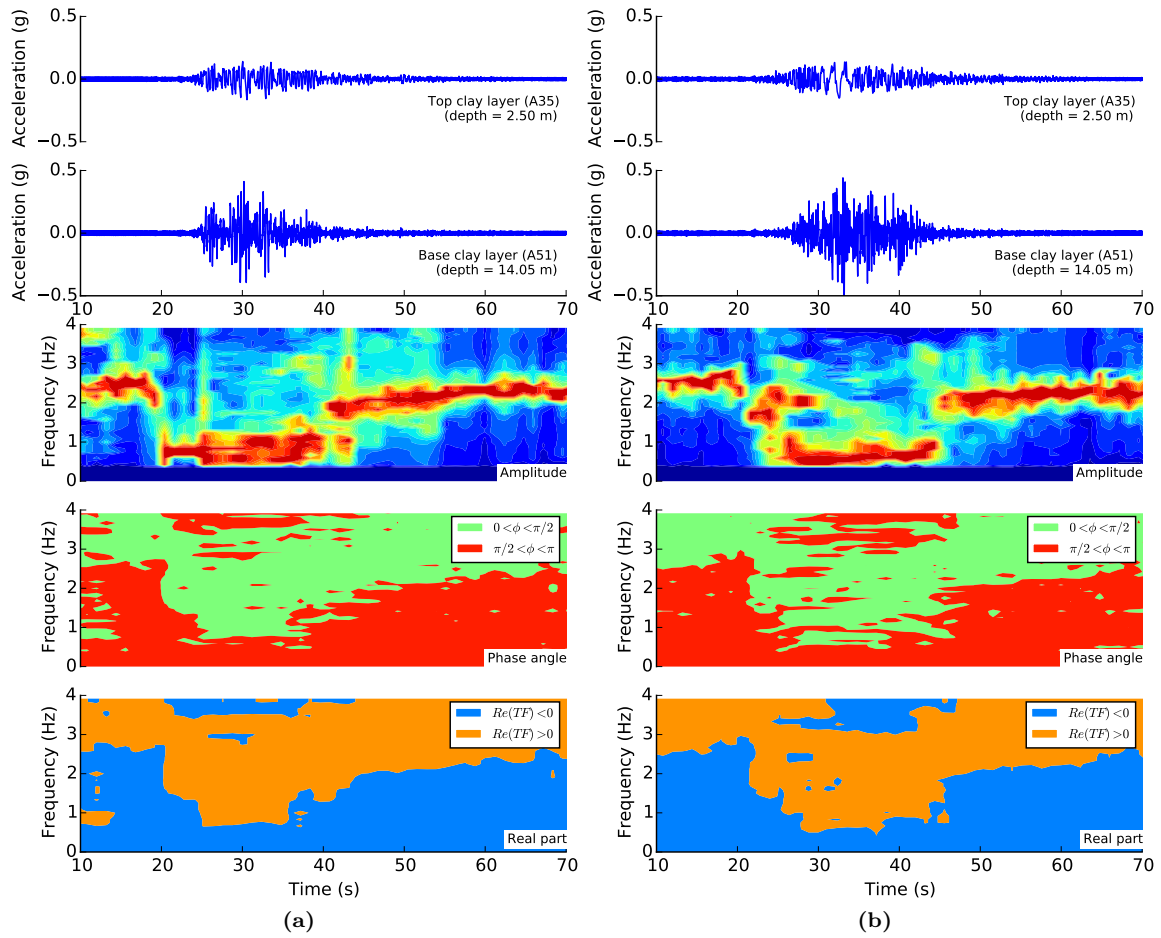 0.5
0.0
−0.5
Acceleration (g)
Top clay layer (A35)
(depth = 2.50 m)
0.5
0.0
−0.5
Acceleration (g)
Base clay layer (A51)
(depth = 14.05 m)
10 20 30 40 50 60 70
4
3
2
1
0
Frequency (Hz)
Amplitude
4
3
2
1
0
Frequency (Hz)
0<ϕ<π/2
π/2<ϕ<π
Phase angle
4
3
2
1
0
Frequency (Hz)
Re(TF)<0
Re(TF)>0
Real part
10 20 30 40 50 60 70
Time (s)
(a)
0.5
0.0
−0.5
Acceleration (g)
Top clay layer (A35)
(depth = 2.50 m)
0.5
0.0
−0.5
Acceleration (g)
Base clay layer (A51)
(depth = 14.05 m)
10 20 30 40 50 60 70
4
3
2
1
0
Frequency (Hz)
Amplitude
4
3
2
1
0
Frequency (Hz)
0<ϕ<π/2
π/2<ϕ<π
Phase angle
4
3
2
1
0
Frequency (Hz)
Re(TF)<0
Re(TF)>0
Real part
10 20 30 40 50 60 70
Time (s)
(b)